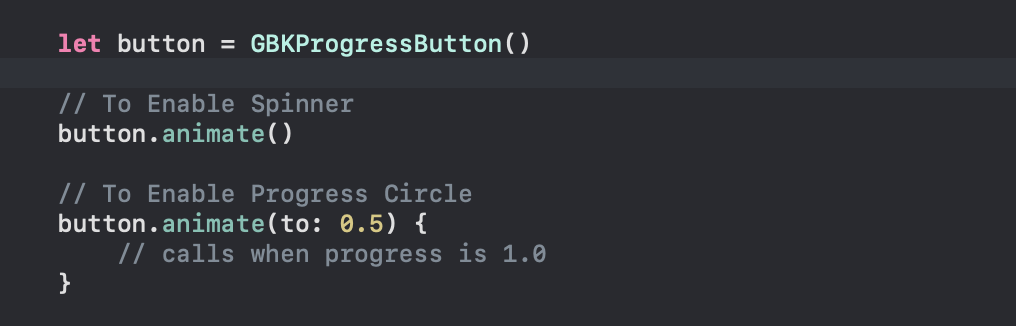 let button = GBKProgressButton()
// To Enable Spinner
button.animate()
// To Enable Progress Circle
button.animate(to: 0.5) {
// calls when progress is 1.0
}